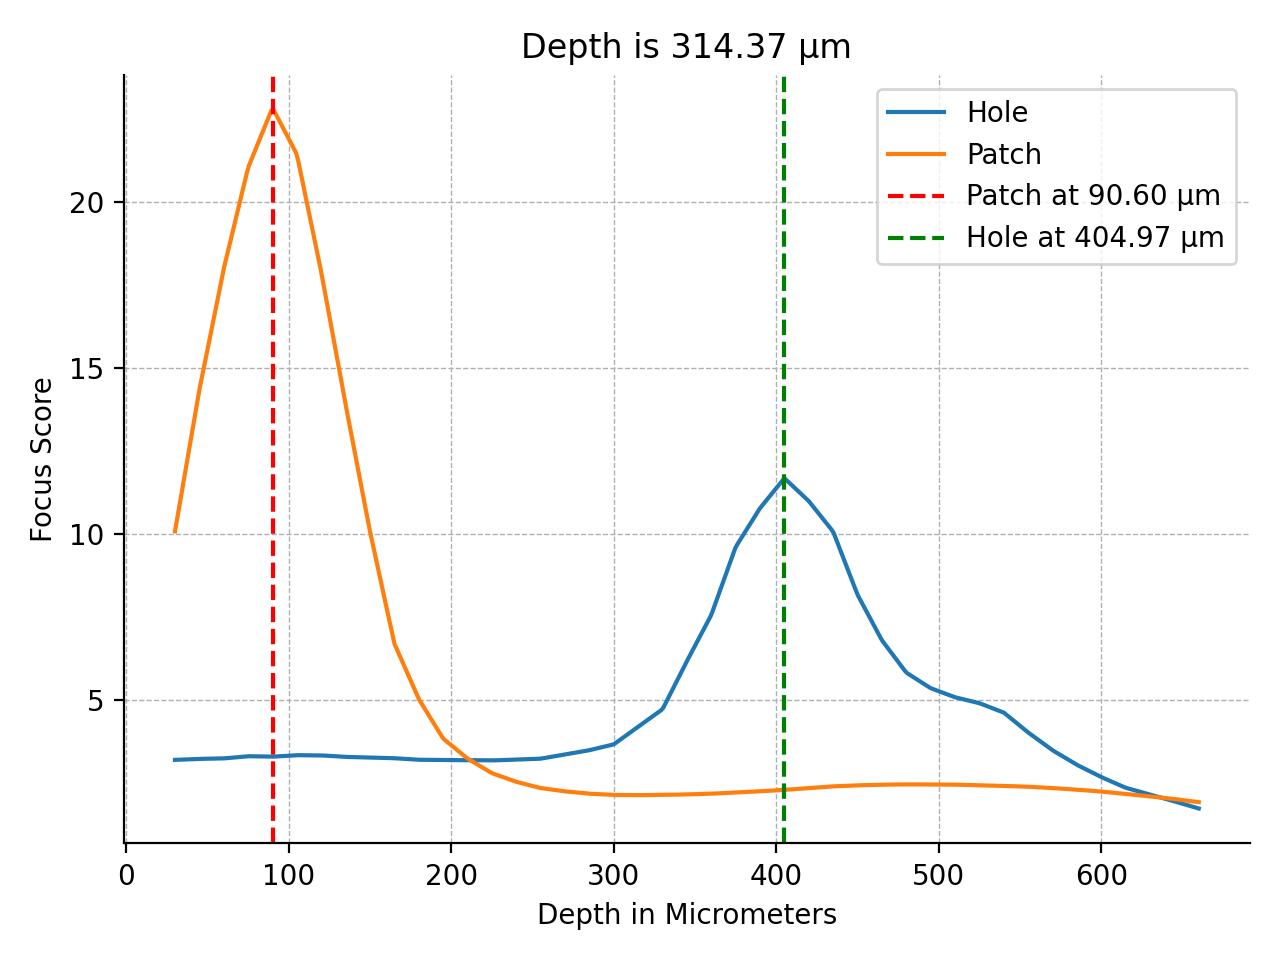 Depth is 314.37 µm
Hole
Patch
Patch at 90.60 µm
Hole at 404.97 µm
Focus Score
20
15
10
5
0 100 200 300 400 500 600
Depth in Micrometers